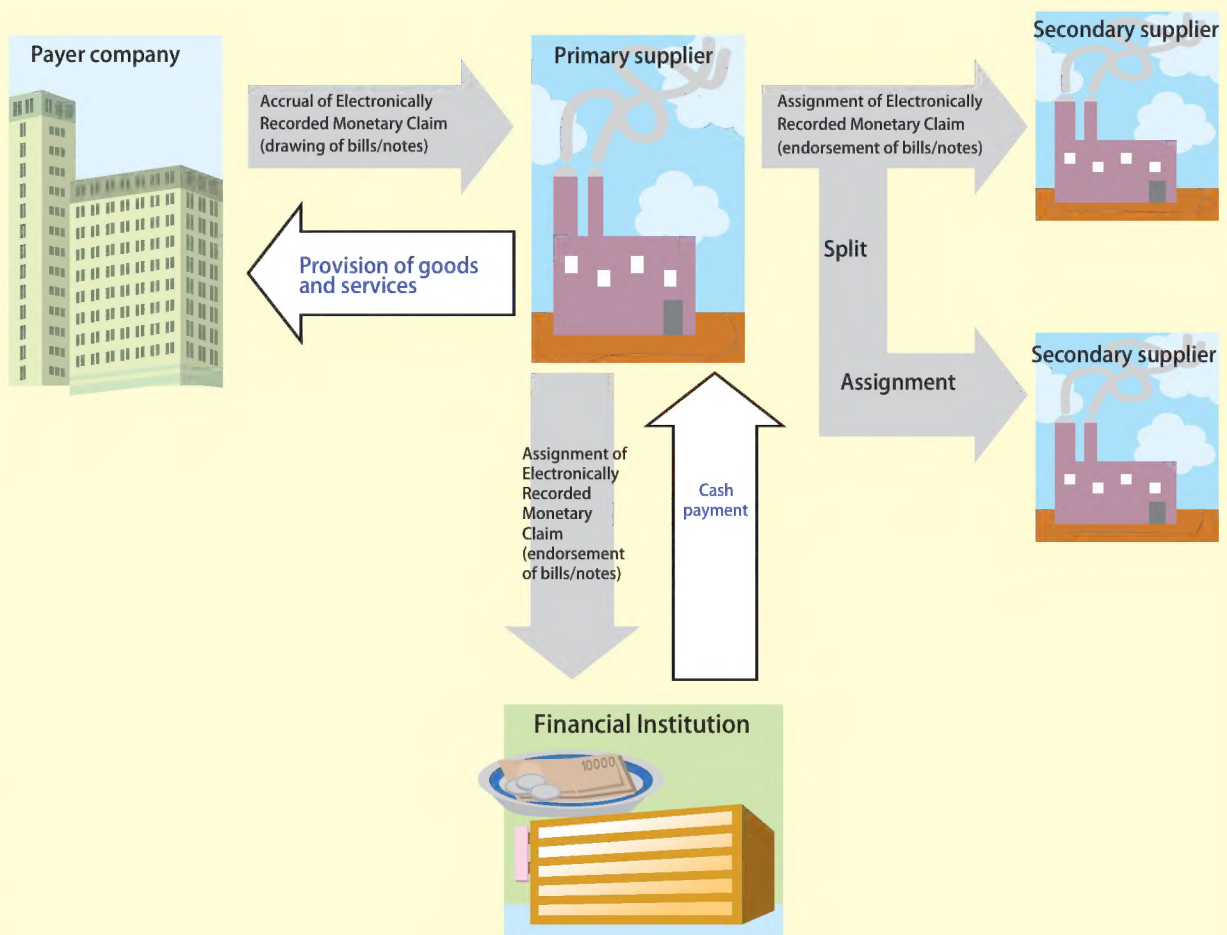 Payer company
Accrual of Electronically
Recorded Monetary Claim
(drawing of bills/notes)
Provision of goods
and services
Primary supplier
Assignment of Electronically
Recorded Monetary Claim
(endorsement of bills/notes)
Secondary supplier
Split
Assignment
Secondary supplier
Assignment of
Electronically
Recorded
Monetary
Claim
(endorsement
of bills/notes)
Cash
payment
Financial Institution
10000